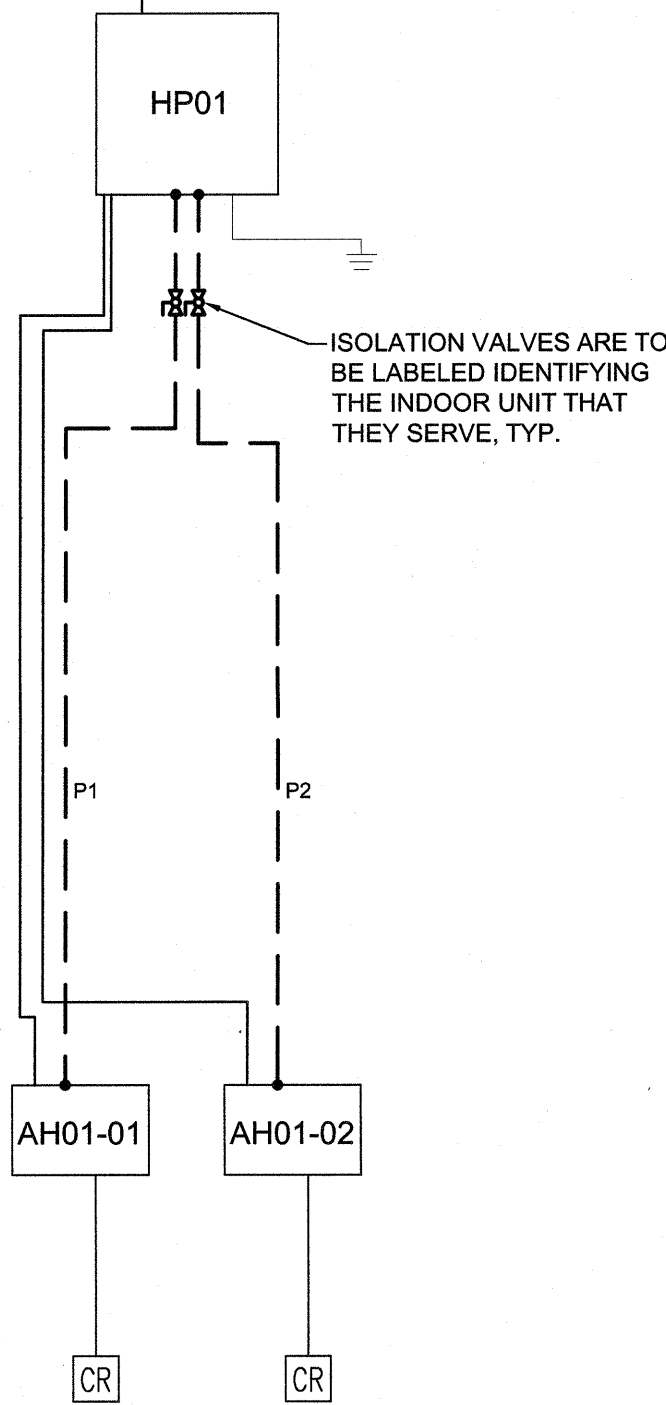 HP01
ISOLATION VALVES ARE TO
BE LABELED IDENTIFYING
THE INDOOR UNIT THAT
THEY SERVE, TYP.
P1
P2
AH01-01
AH01-02
CR
CR